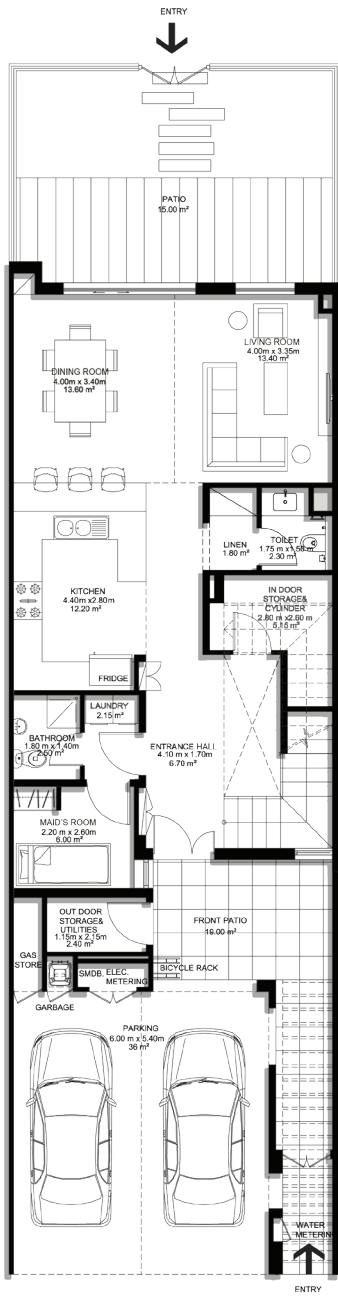 ENTRY
PATIO
15.00 m²
LIVING ROOM
4.00m x 3.35m
13.40 m²
DINING ROOM
4.00m x 3.40m
13.60 m²
LINEN
1.80 m²
TOILET
1.75 m x 1.50 m
2.30 m²
KITCHEN
4.40m x2.80m
12.20 m²
IN DOOR
STORAGE&
CYLINDER
2.80 m x2.60 m
5.15 m²
FRIDGE
LAUNDRY
2.15 m²
BATHROOM
1.80 m x 1.40m
2.50 m²
ENTRANCE HALL
4.10 m x 1.70m
6.70 m²
MAID'S ROOM
2.20 m x 2.60m
6.00 m²
OUT DOOR
STORAGE&
UTILITIES
1.15m x 2.15m
2.40 m²
FRONT PATIO
19.00 m²
GAS
STORE
SMDB. ELEC.
METERING
BICYCLE RACK
GARBAGE
PARKING
6.00 m x 5.40m
36 m²
WATER
METERIN
ENTRY